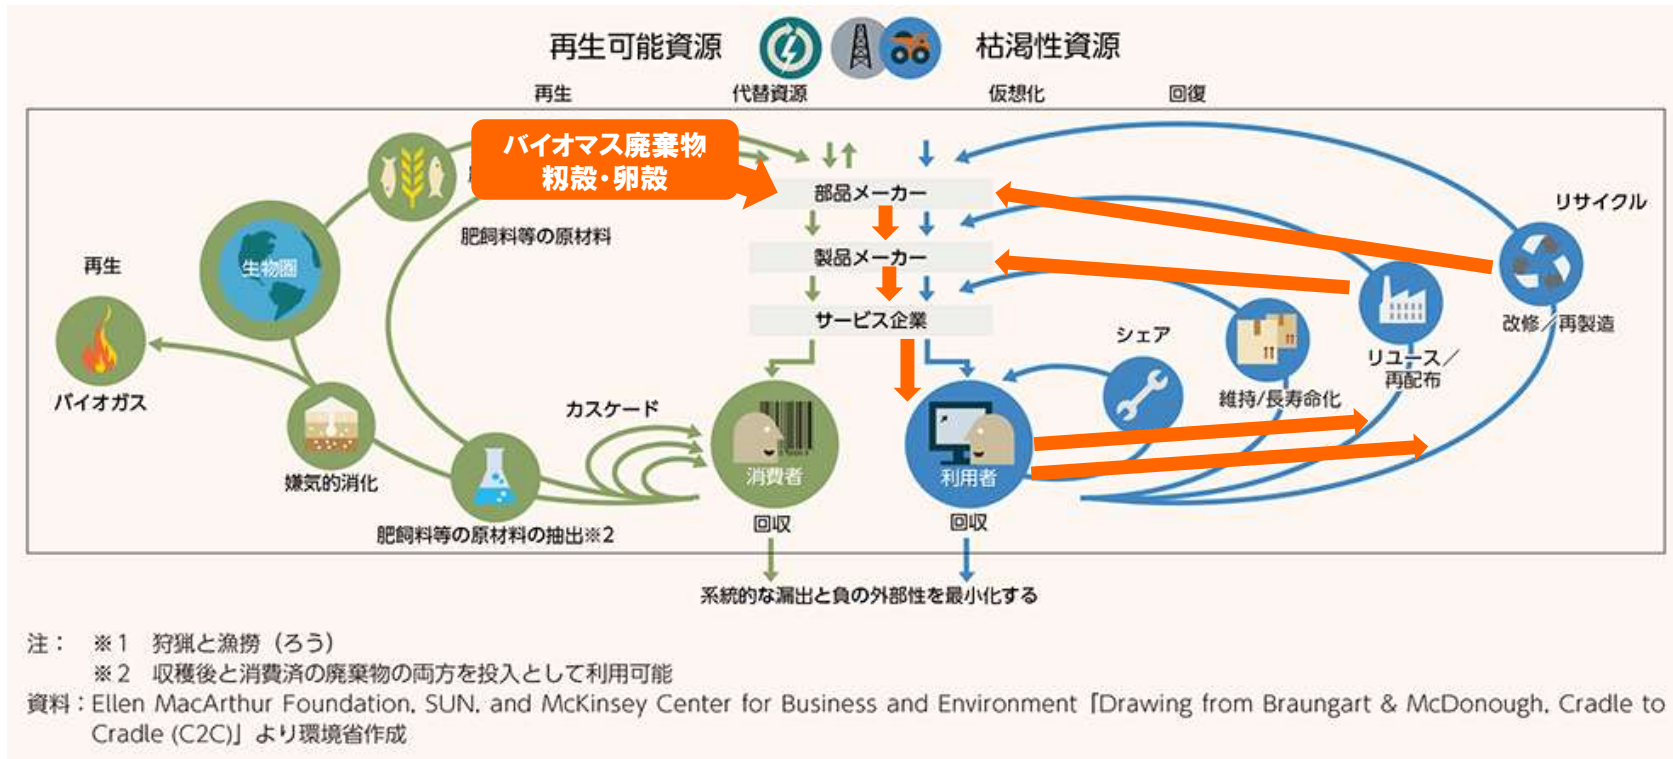 再生可能資源
枯渇性資源
再生
代替資源
仮想化
回復
バイオマス廃棄物
籾殻・卵殻
部品メーカー
肥飼料等の原材料
製品メーカー
サービス企業
生物圏
再生
バイオガス
嫌気的消化
カスケード
肥飼料等の原材料の抽出※2
消費者
利用者
シェア
維持/長寿命化
リユース／
再配布
リサイクル
改修／再製造
回収
回収
系統的な漏出と負の外部性を最小化する
注： ※1 狩猟と漁撈（ろう）
※2 収穫後と消費済の廃棄物の両方を投入として利用可能
資料：Ellen MacArthur Foundation, SUN, and McKinsey Center for Business and Environment「Drawing from Braungart & McDonough, Cradle to
Cradle (C2C)」より環境省作成